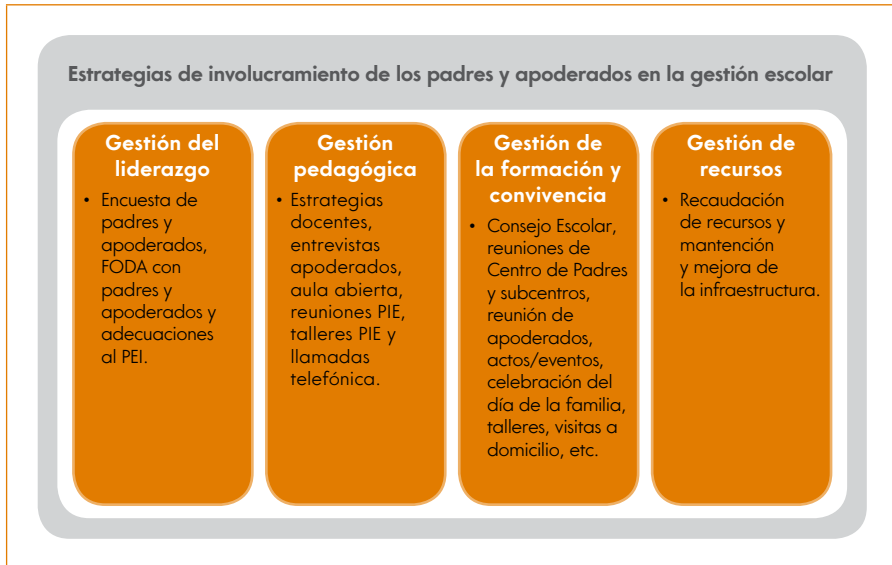 Estrategias de involucramiento de los padres y apoderados en la gestión escolar
Gestión del
liderazgo
• Encuesta de
padres y
apoderados,
FODA con
padres y
apoderados y
adecuaciones
al PEI.
Gestión
pedagógica
• Estrategias
docentes,
entrevistas
apoderados,
aula abierta,
reuniones PIE,
talleres PIE y
llamadas
telefónica.
Gestión de
la formación y
convivencia
• Consejo Escolar,
reuniones de
Centro de Padres
y subcentros,
reunión de
apoderados,
actos/eventos,
celebración del
día de la familia,
talleres, visitas a
domicilio, etc.
Gestión de
recursos
• Recaudación
de recursos y
mantención
y mejora de
la infraestructura.